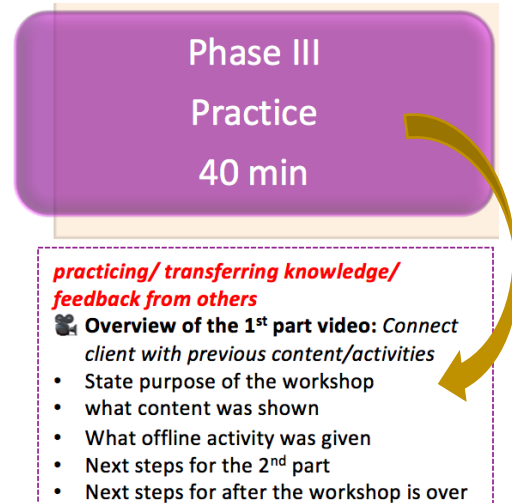 Phase III
Practice
40 min
practicing/ transferring knowledge/
feedback from others
Overview of the 1st part video: Connect
client with previous content/activities
• State purpose of the workshop
• what content was shown
• What offline activity was given
• Next steps for the 2nd part
• Next steps for after the workshop is over